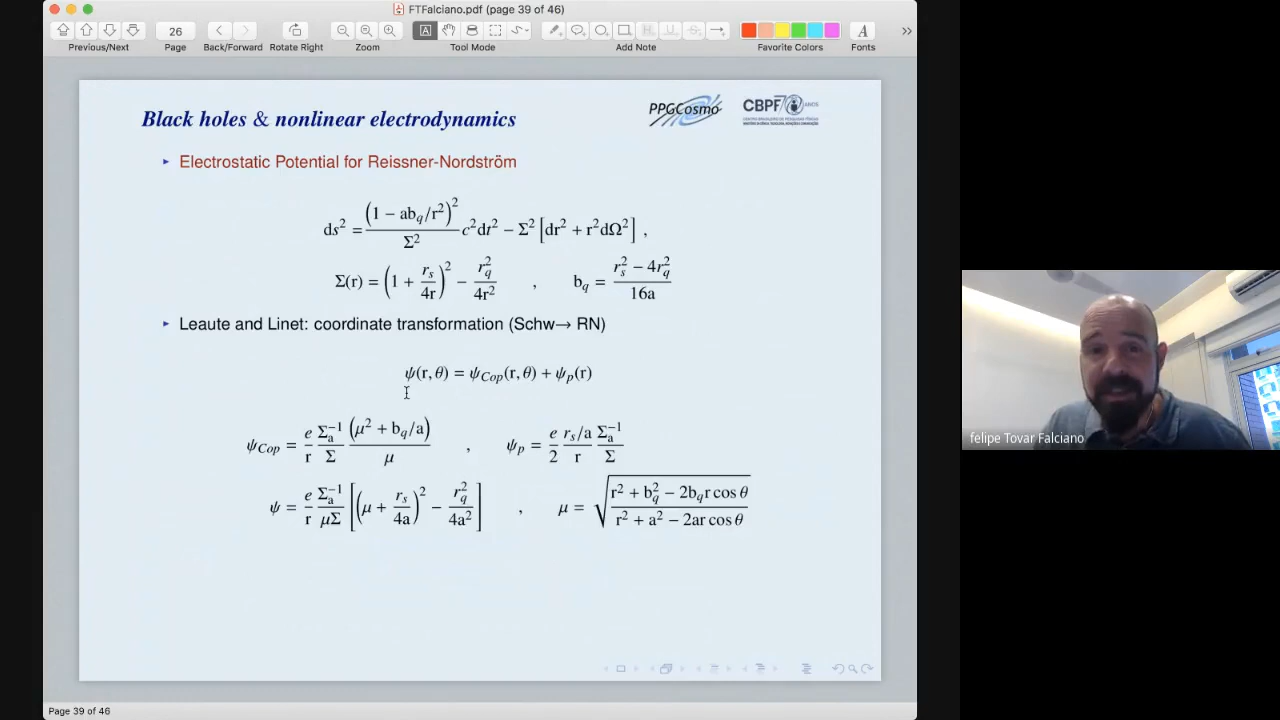 FTFalciano.pdf (page 39 of 46)
26
Previous/Next Page Back/Forward Rotate Right Zoom Tool Mode Add Note Favorite Colors Fonts
Black holes & nonlinear electrodynamics
PPGCosmo CBPF 70 ANOS
Electrostatic Potential for Reissner-Nordström
ds² = (1 − ab_q/r²)² / Σ² c²dt² − Σ² [dr² + r²dΩ²] ,
Σ(r) = (1 + r_s/4r)² − r_q²/4r² , b_q = (r_s² − 4r_q²)/16a
Leaute and Linet: coordinate transformation (Schw→ RN)
ψ(r, θ) = ψ_Cop(r, θ) + ψ_p(r)
ψ_Cop = e/r Σ_a⁻¹/Σ (μ² + b_q/a)/μ , ψ_p = e/2 (r_s/a)/r Σ_a⁻¹/Σ
ψ = e/r Σ_a⁻¹/μΣ [(μ + r_s/4a)² − r_q²/4a²] , μ = √((r² + b_q² − 2b_q r cos θ)/(r² + a² − 2ar cos θ))
felipe Tovar Falciano
Page 39 of 46